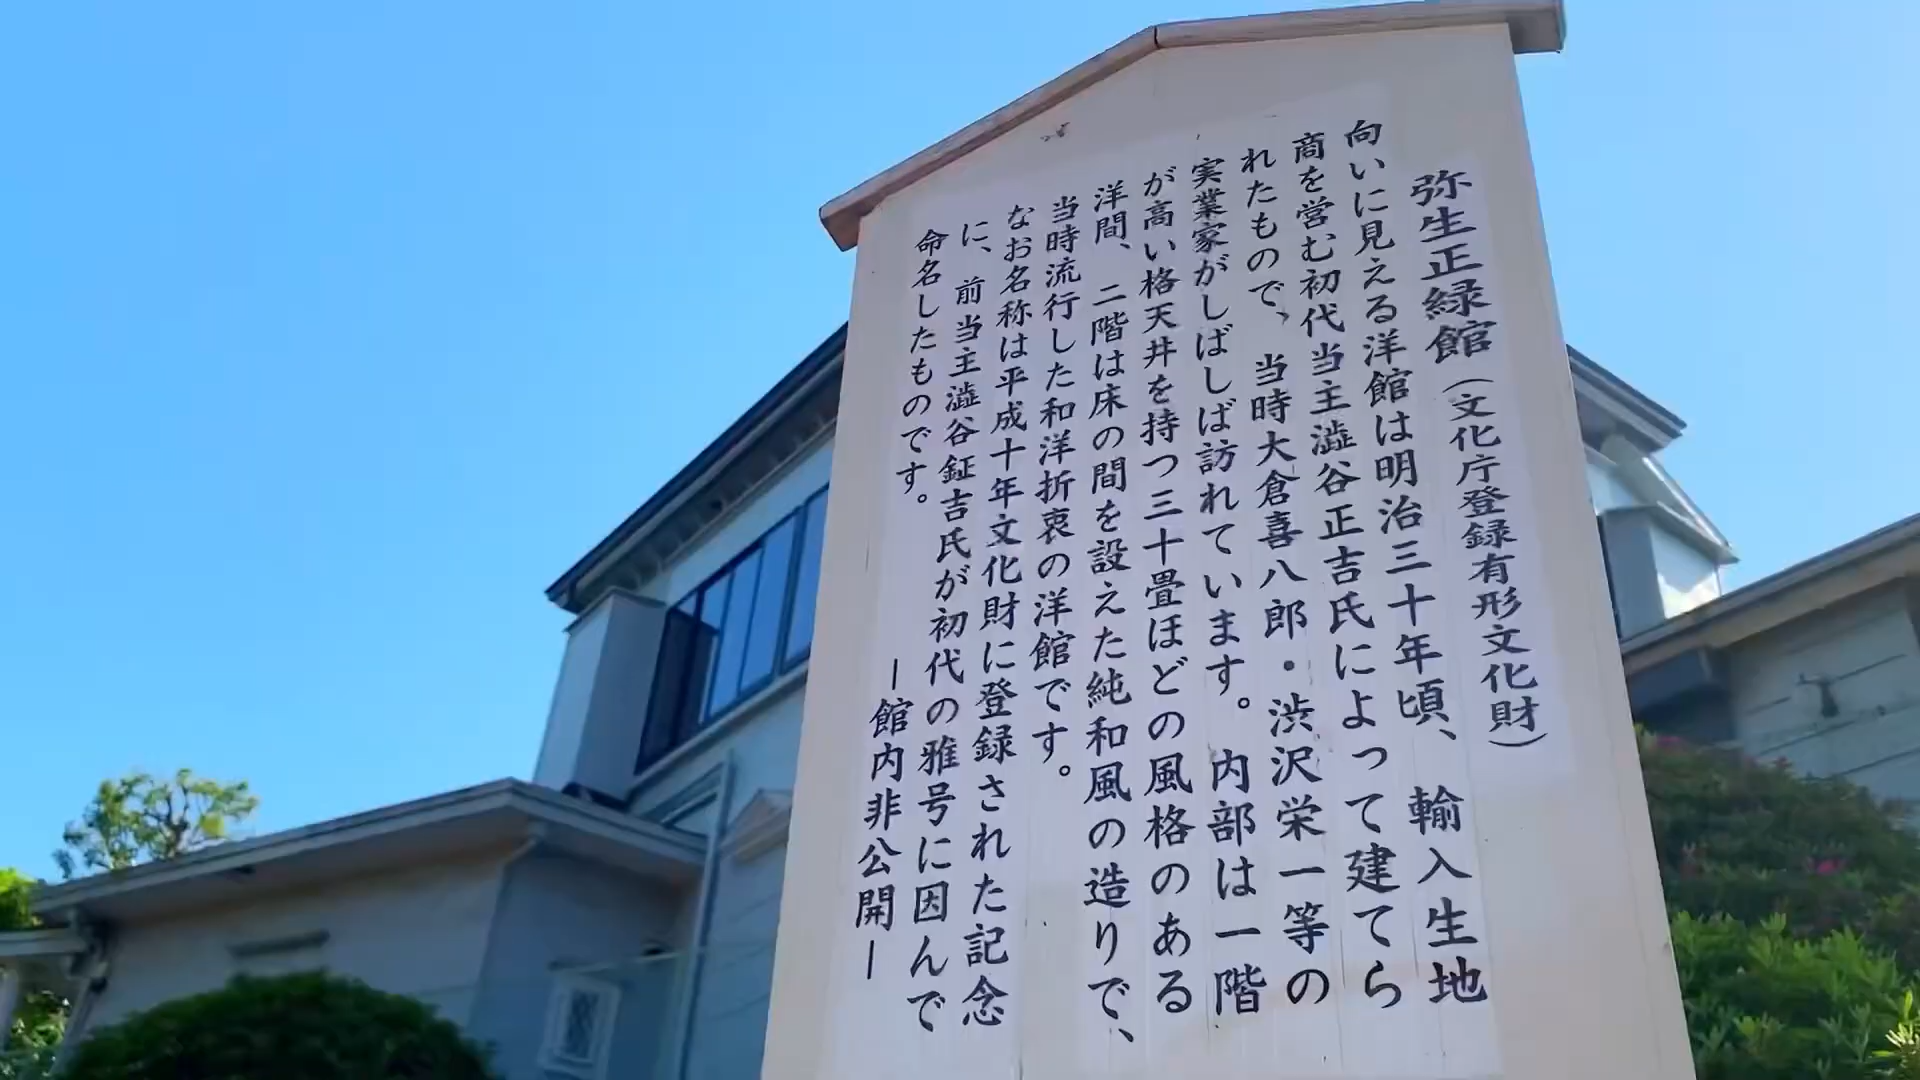 弥生正緑館(文化庁登録有形文化財)
向いに見える洋館は明治三十年頃、輸入生地
商を営む初代当主澁谷正吉氏によって建てら
れたもので、当時大倉喜八郎・渋沢栄一等の
実業家がしばしば訪れています。内部は一階
が高い格天井を持つ三十畳ほどの風格のある
洋間、二階は床の間を設えた純和風の造りで、
当時流行した和洋折衷の洋館です。
なお名称は平成十年文化財に登録された記念
に、前当主澁谷鉦吉氏が初代の雅号に因んで
命名したものです。
ー館内非公開ー